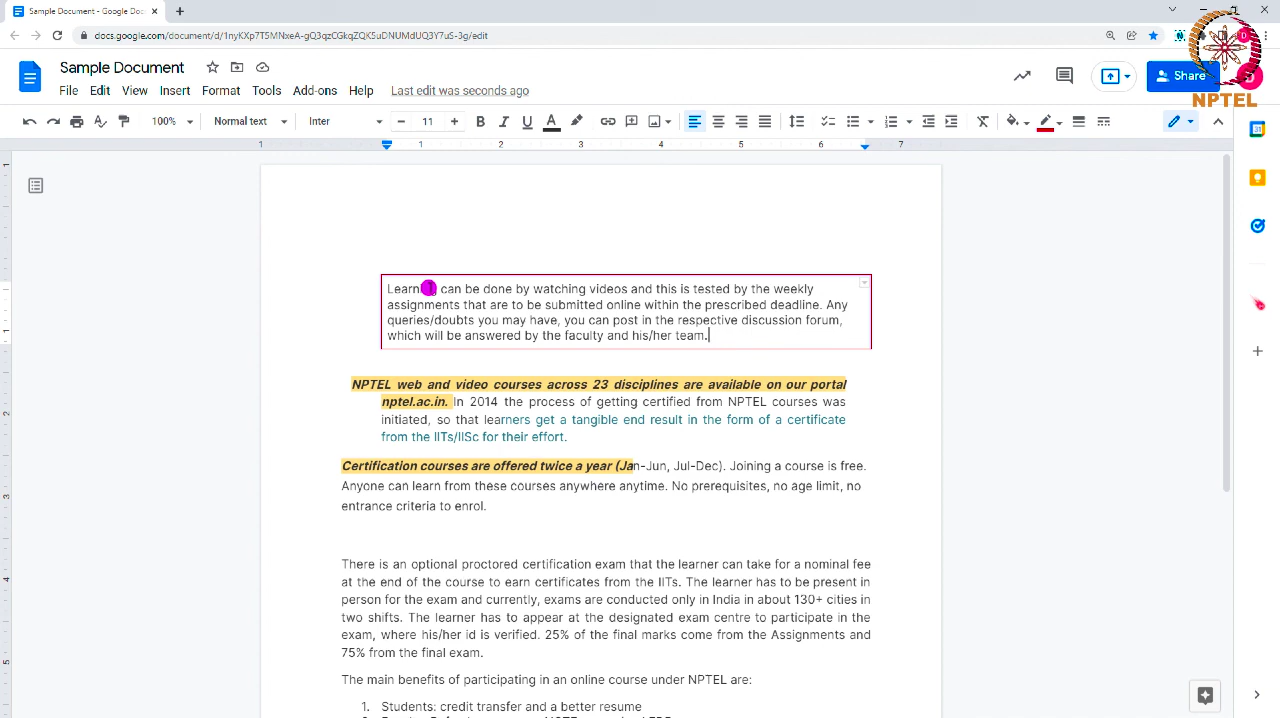 Sample Document - Google Doc
docs.google.com/document/d/1nyKXp7T5MNxeA-gQ3qzCGkqZQK5uDNUMdUQ3Y7uS-3g/edit
NPTEL
Sample Document
File Edit View Insert Format Tools Add-ons Help Last edit was seconds ago
Share
100% Normal text Inter 11
1 1 2 3 4 5 6 7
can be done by watching videos and this is tested by the weekly
assignments that are to be submitted online within the prescribed deadline. Any
queries/doubts you may have, you can post in the respective discussion forum,
which will be answered by the faculty and his/her team.
NPTEL web and video courses across 23 disciplines are available on our portal
nptel.ac.in. In 2014 the process of getting certified from NPTEL courses was
initiated, so that learners get a tangible end result in the form of a certificate
from the IITs/IISc for their effort.
Certification courses are offered twice a year (Jan-Jun, Jul-Dec). Joining a course is free.
Anyone can learn from these courses anywhere anytime. No prerequisites, no age limit, no
entrance criteria to enrol.
There is an optional proctored certification exam that the learner can take for a nominal fee
at the end of the course to earn certificates from the IITs. The learner has to be present in
person for the exam and currently, exams are conducted only in India in about 130+ cities in
two shifts. The learner has to appear at the designated exam centre to participate in the
exam, where his/her id is verified. 25% of the final marks come from the Assignments and
75% from the final exam.
The main benefits of participating in an online course under NPTEL are:
1. Students: credit transfer and a better resume